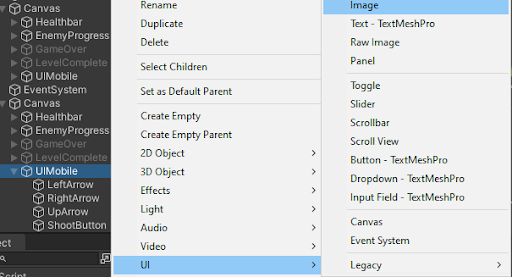 Canvas
Healthbar
EnemyProgress
GameOver
LevelComplete
UIMobile
EventSystem
Canvas
Healthbar
EnemyProgress
GameOver
LevelComplete
UIMobile
LeftArrow
RightArrow
UpArrow
ShootButton
ect
Script
Rename
Duplicate
Delete
Select Children
Set as Default Parent
Create Empty
Create Empty Parent
2D Object
3D Object
Effects
Light
Audio
Video
UI
Image
Text - TextMeshPro
Raw Image
Panel
Toggle
Slider
Scrollbar
Scroll View
Button - TextMeshPro
Dropdown - TextMeshPro
Input Field - TextMeshPro
Canvas
Event System
Legacy